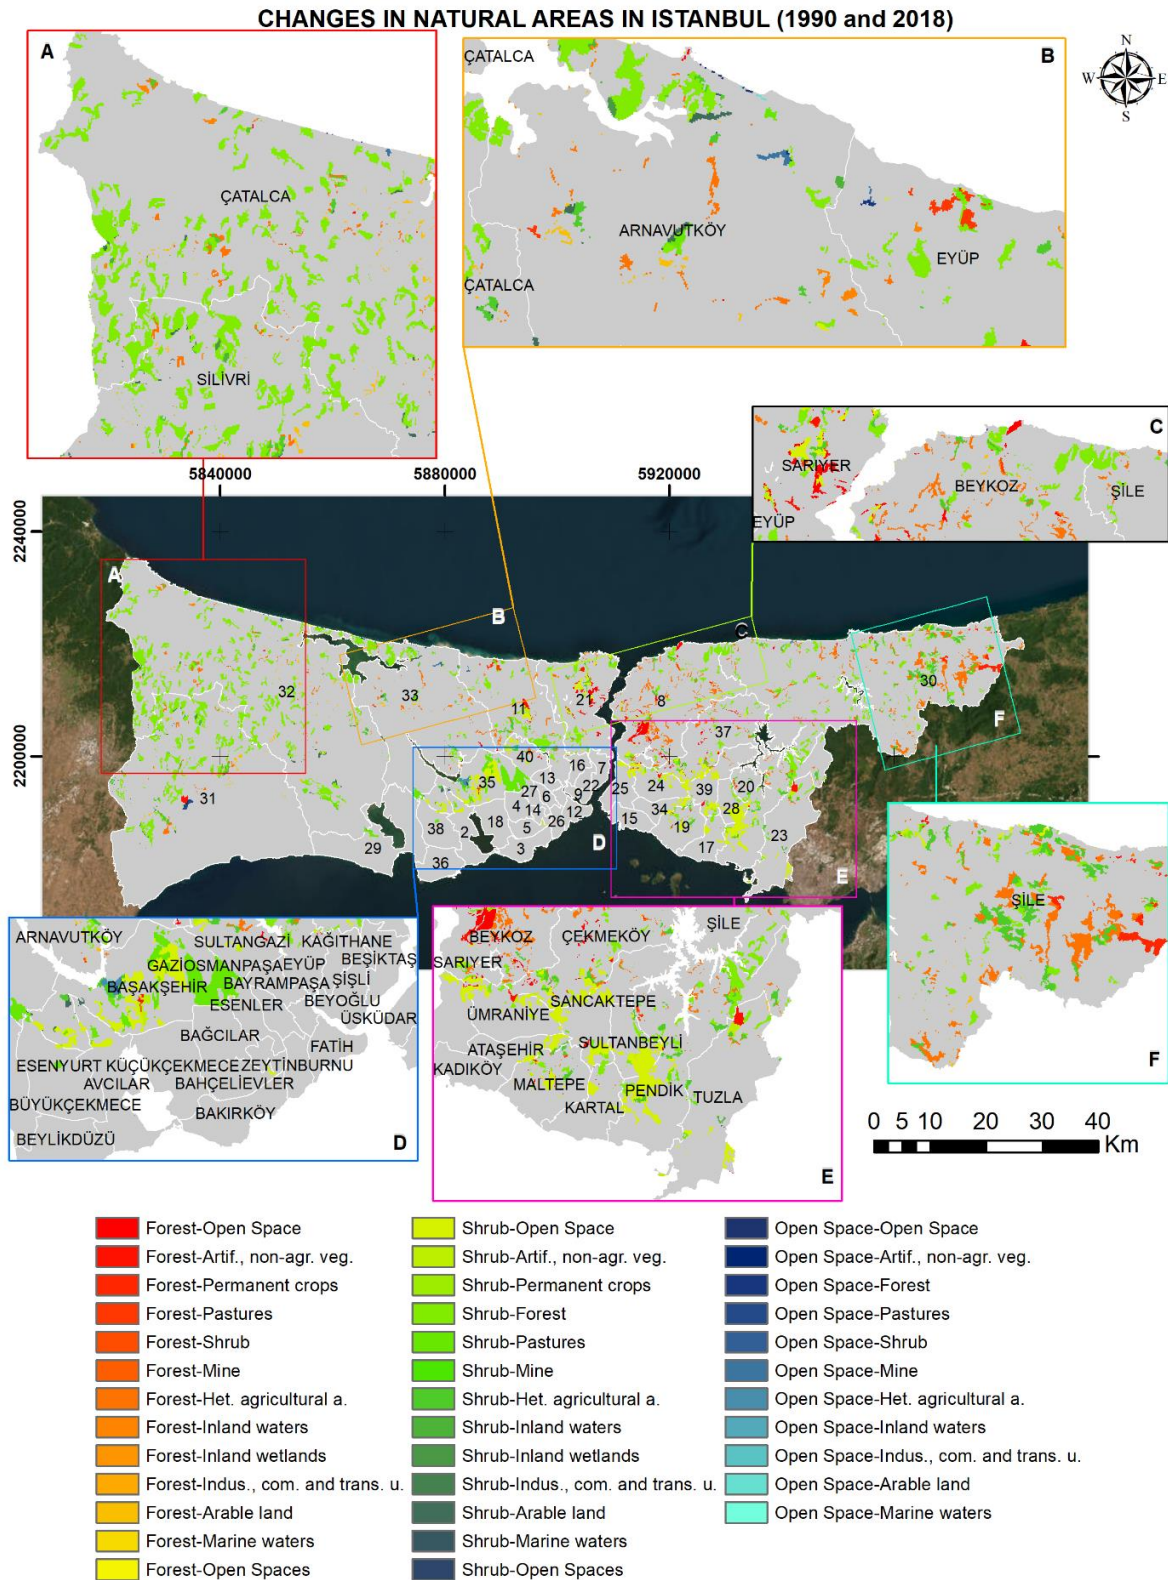 CHANGES IN NATURAL AREAS IN ISTANBUL (1990 and 2018)
A
ÇATALCA
SİLİVRİ
ÇATALCA
B
ARNAVUTKÖY
EYÜP
ÇATALCA
N
W E
S
C
SARIYER
BEYKOZ
ŞİLE
EYÜP
5840000
5880000
5920000
2240000
2200000
A
B
C
D
E
F
32
33
11
21
8
30
37
40
16
7
35
13
27
22
25
24
39
20
6
9
4
14
12
34
28
31
38
2
18
5
26
15
19
23
29
3
17
36
ARNAVUTKÖY
SULTANGAZİ KAĞITHANE
BEŞİKTAŞ
GAZİOSMANPAŞA EYÜP
BAŞAKŞEHİR
BAYRAMPAŞA ŞİŞLİ
ESENLER
BEYOĞLU
ÜSKÜDAR
BAĞCILAR
FATİH
ESENYURT KÜÇÜKÇEKMECE ZEYTİNBURNU
AVCILAR
BAHÇELİEVLER
BÜYÜKÇEKMECE
BAKIRKÖY
BEYLİKDÜZÜ
D
BEYKOZ
ÇEKMEKÖY
ŞİLE
SARIYER
SANCAKTEPE
ÜMRANİYE
ATAŞEHİR
SULTANBEYLİ
KADIKÖY
MALTEPE
PENDİK
TUZLA
KARTAL
E
ŞİLE
F
0 5 10 20 30 40
Km
Forest-Open Space
Forest-Artif., non-agr. veg.
Forest-Permanent crops
Forest-Pastures
Forest-Shrub
Forest-Mine
Forest-Het. agricultural a.
Forest-Inland waters
Forest-Inland wetlands
Forest-Indus., com. and trans. u.
Forest-Arable land
Forest-Marine waters
Forest-Open Spaces
Shrub-Open Space
Shrub-Artif., non-agr. veg.
Shrub-Permanent crops
Shrub-Forest
Shrub-Pastures
Shrub-Mine
Shrub-Het. agricultural a.
Shrub-Inland waters
Shrub-Inland wetlands
Shrub-Indus., com. and trans. u.
Shrub-Arable land
Shrub-Marine waters
Shrub-Open Spaces
Open Space-Open Space
Open Space-Artif., non-agr. veg.
Open Space-Forest
Open Space-Pastures
Open Space-Shrub
Open Space-Mine
Open Space-Het. agricultural a.
Open Space-Inland waters
Open Space-Indus., com. and trans. u.
Open Space-Arable land
Open Space-Marine waters